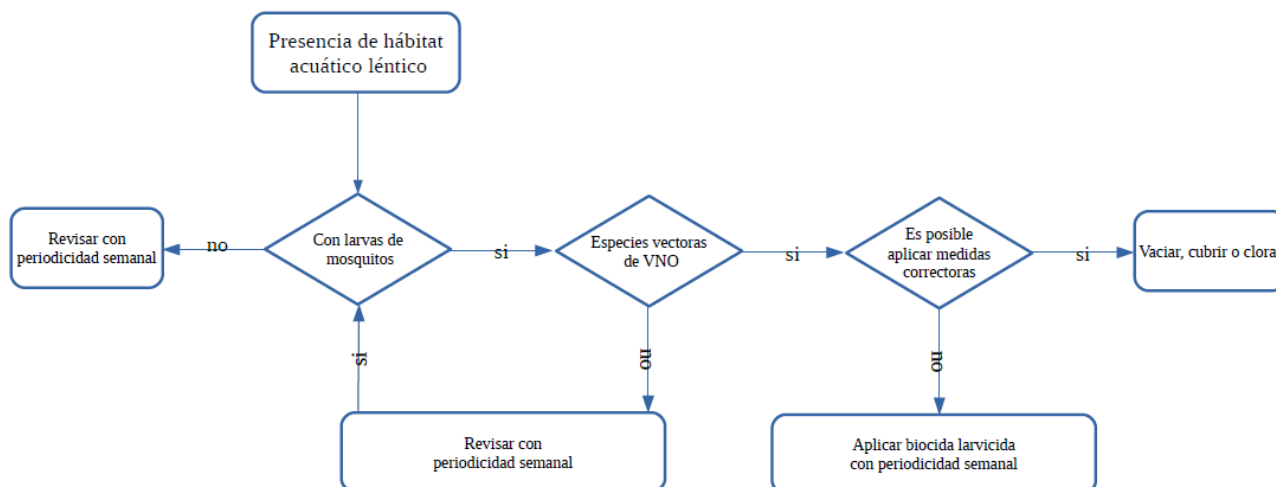 Presencia de hábitat
acuático léntico
Revisar con
periodicidad semanal
no
Con larvas de
mosquitos
si
Especies vectoras
de VNO
si
Es posible
aplicar medidas
correctoras
si
Vaciar, cubrir o clora
si
no
no
Revisar con
periodicidad semanal
Aplicar biocida larvicida
con periodicidad semanal